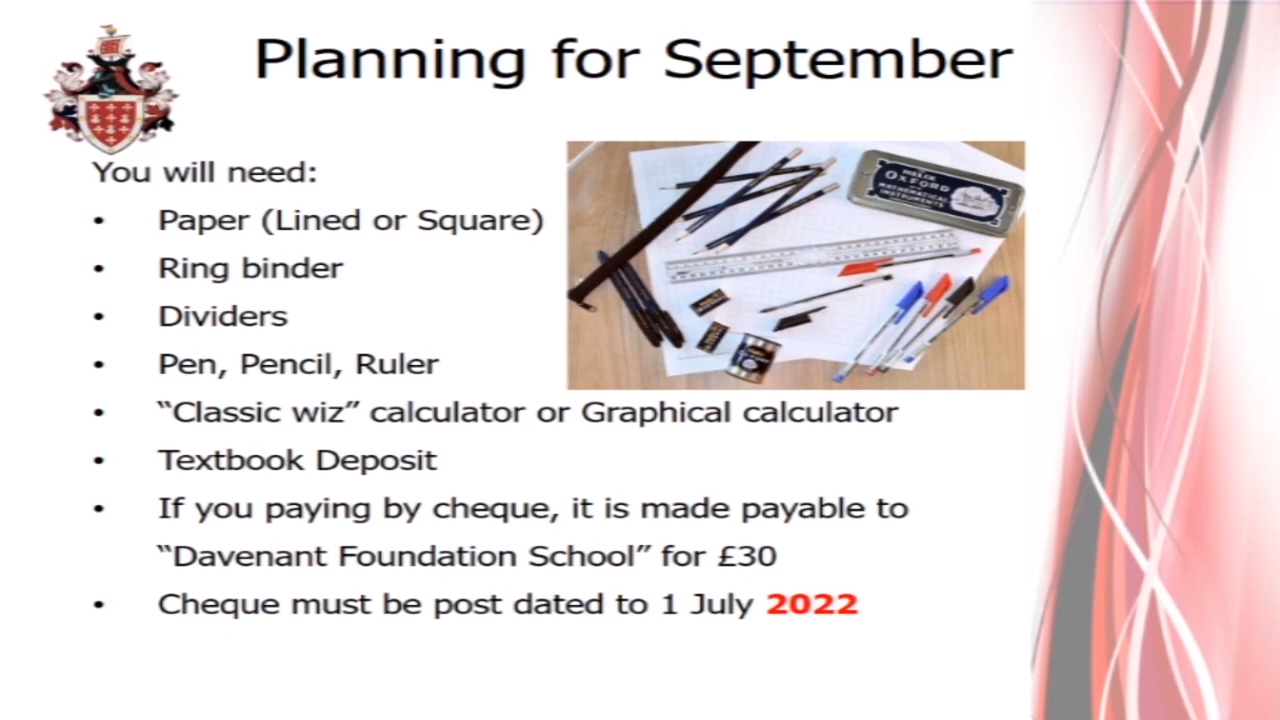 Planning for September
You will need:
• Paper (Lined or Square)
• Ring binder
• Dividers
• Pen, Pencil, Ruler
• “Classic wiz” calculator or Graphical calculator
• Textbook Deposit
• If you paying by cheque, it is made payable to
“Davenant Foundation School” for £30
• Cheque must be post dated to 1 July 2022
HELIX
OXFORD
MATHEMATICAL
INSTRUMENTS